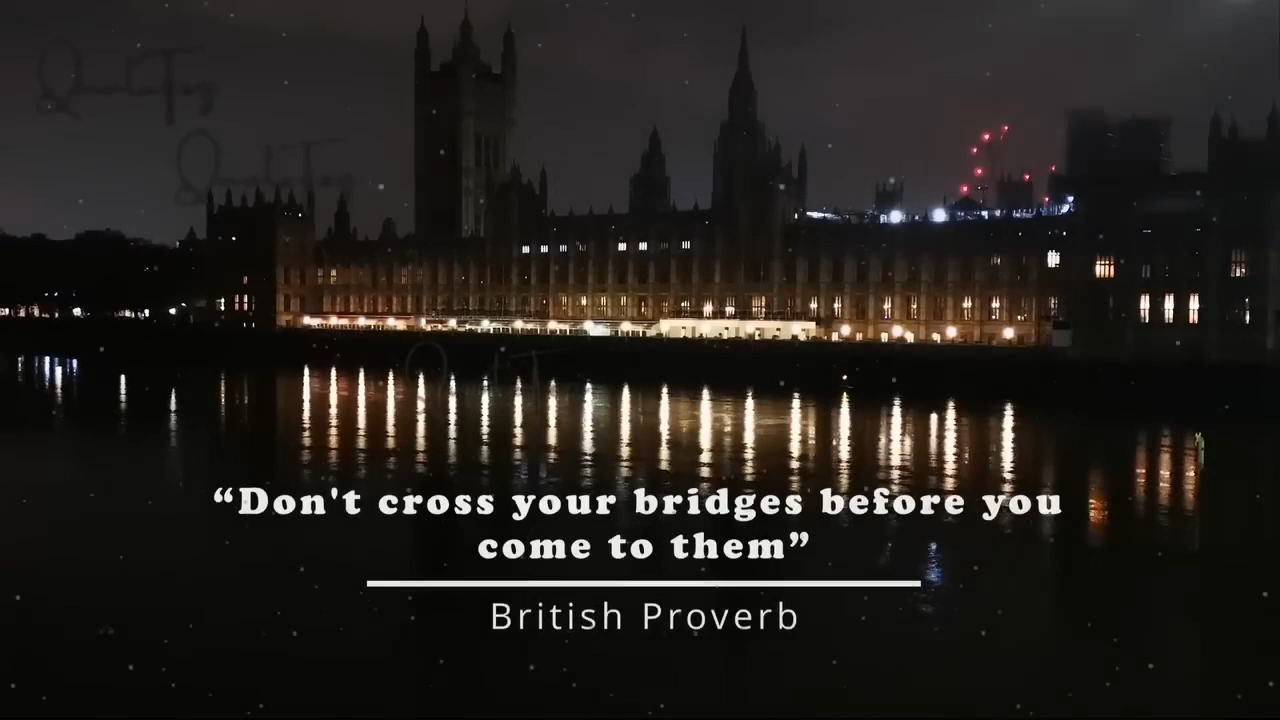 “Don't cross your bridges before you
come to them”
British Proverb